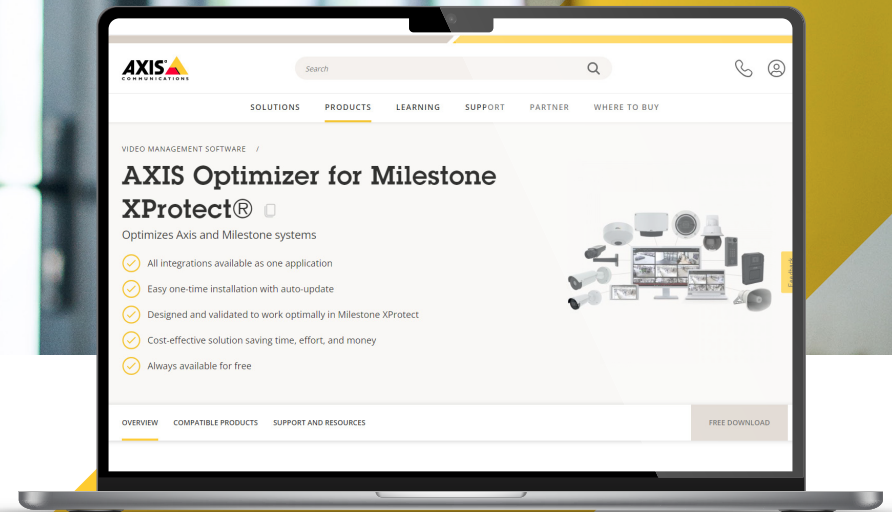 AXIS
COMMUNICATIONS
Search
SOLUTIONS PRODUCTS LEARNING SUPPORT PARTNER WHERE TO BUY
VIDEO MANAGEMENT SOFTWARE /
AXIS Optimizer for Milestone
XProtect®
Optimizes Axis and Milestone systems
All integrations available as one application
Easy one-time installation with auto-update
Designed and validated to work optimally in Milestone XProtect
Cost-effective solution saving time, effort, and money
Always available for free
Feedback
OVERVIEW COMPATIBLE PRODUCTS SUPPORT AND RESOURCES FREE DOWNLOAD